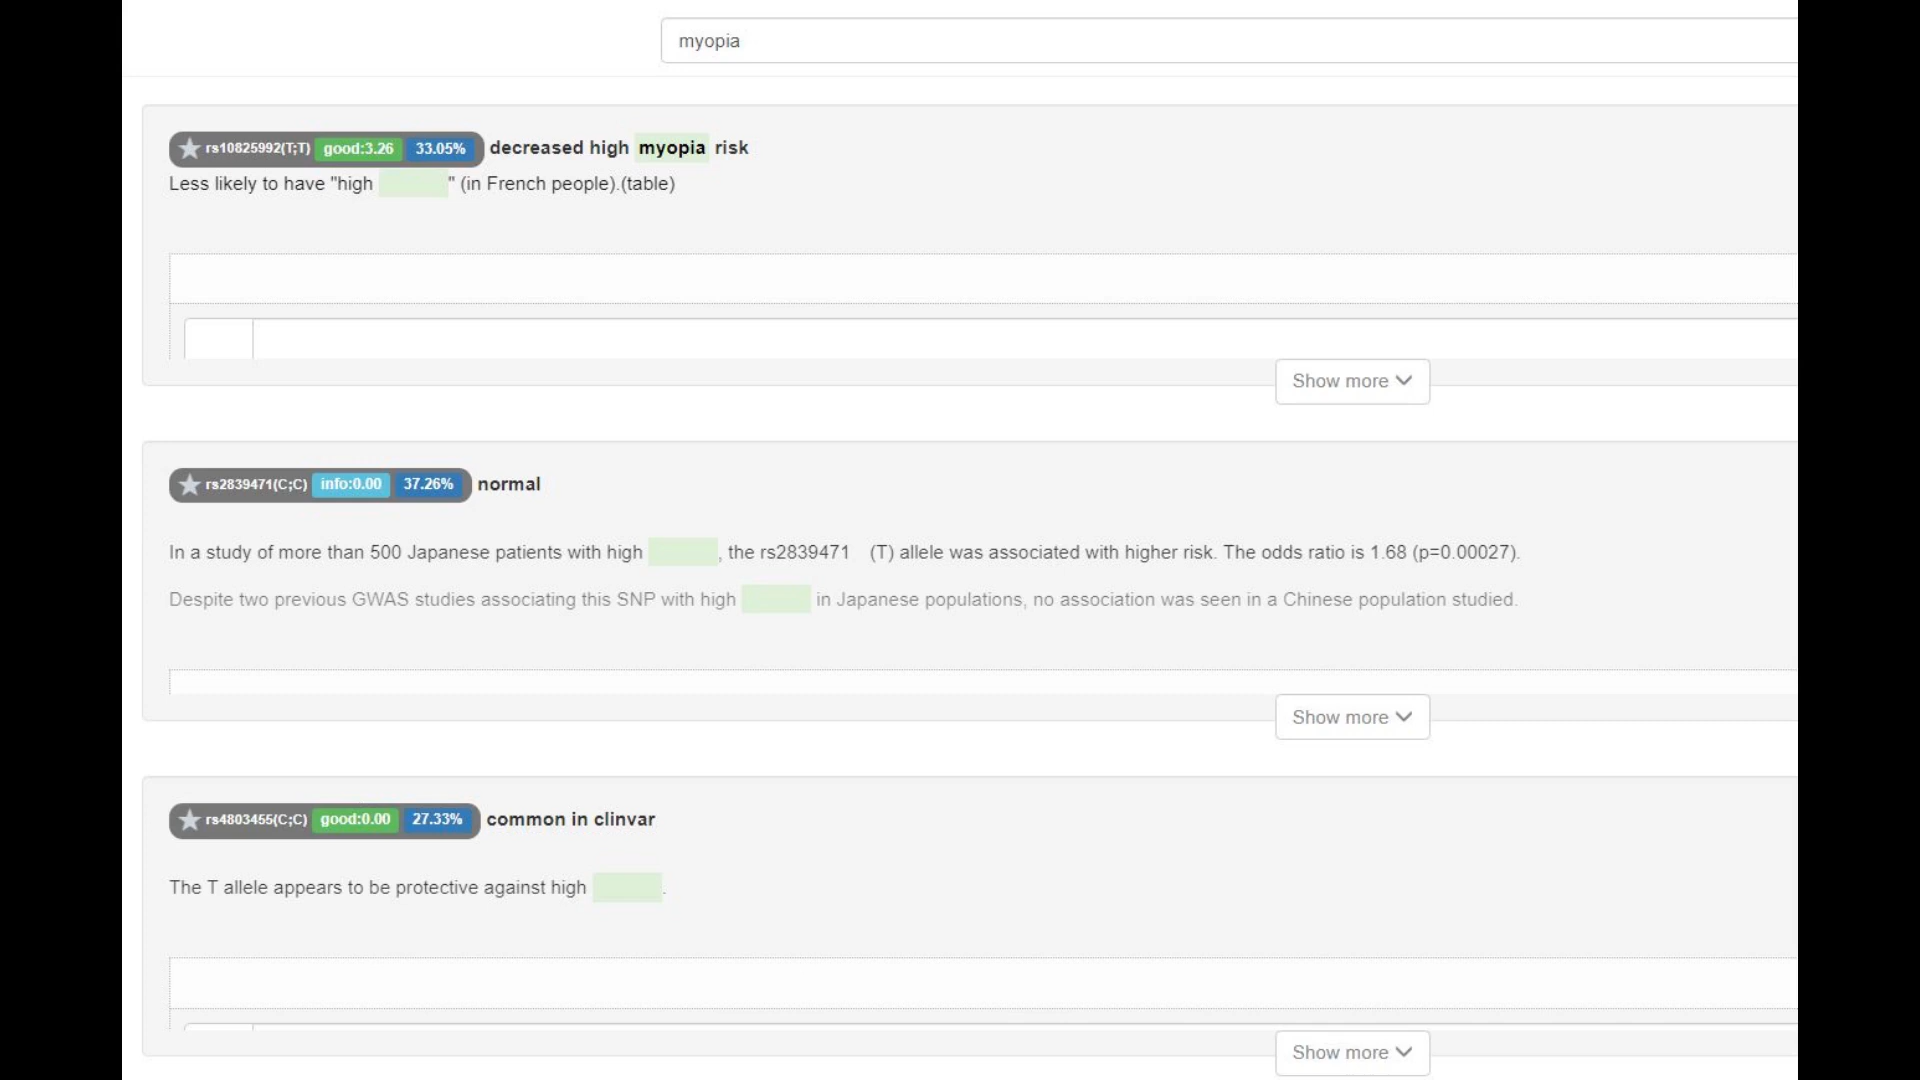 myopia
rs10825992(T;T) good:3.26 33.05% decreased high myopia risk
Less likely to have "high " (in French people).(table)
Show more
rs2839471(C;C) info:0.00 37.26% normal
In a study of more than 500 Japanese patients with high , the rs2839471 (T) allele was associated with higher risk. The odds ratio is 1.68 (p=0.00027).
Despite two previous GWAS studies associating this SNP with high in Japanese populations, no association was seen in a Chinese population studied.
Show more
rs4803455(C;C) good:0.00 27.33% common in clinvar
The T allele appears to be protective against high .
Show more